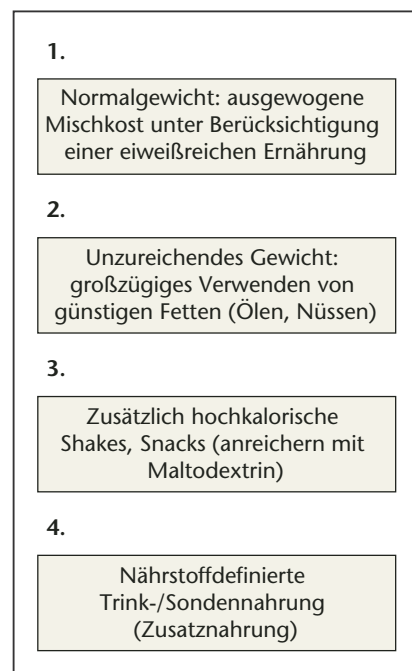 1.
Normalgewicht: ausgewogene
Mischkost unter Berücksichtigung
einer eiweißreichen Ernährung
2.
Unzureichendes Gewicht:
großzügiges Verwenden von
günstigen Fetten (Ölen, Nüssen)
3.
Zusätzlich hochkalorische
Shakes, Snacks (anreichern mit
Maltodextrin)
4.
Nährstoffdefinierte
Trink-/Sondennahrung
(Zusatznahrung)